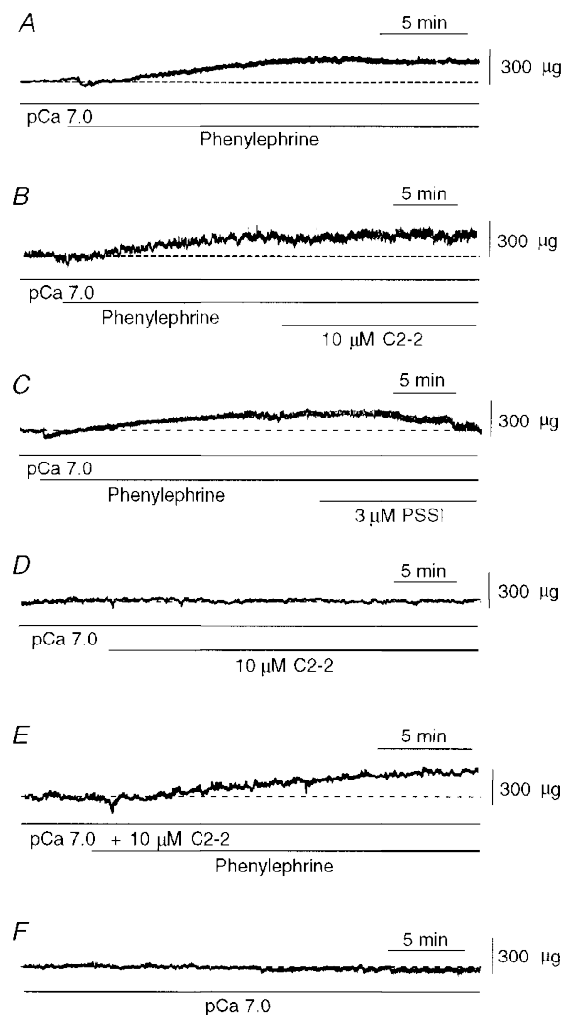 A
5 min
300 µg
pCa 7.0
Phenylephrine
B
5 min
300 µg
pCa 7.0
Phenylephrine
10 µM C2-2
C
5 min
300 µg
pCa 7.0
Phenylephrine
3 µM PSSI
D
5 min
300 µg
pCa 7.0
10 µM C2-2
E
5 min
300 µg
pCa 7.0 + 10 µM C2-2
Phenylephrine
F
5 min
300 µg
pCa 7.0